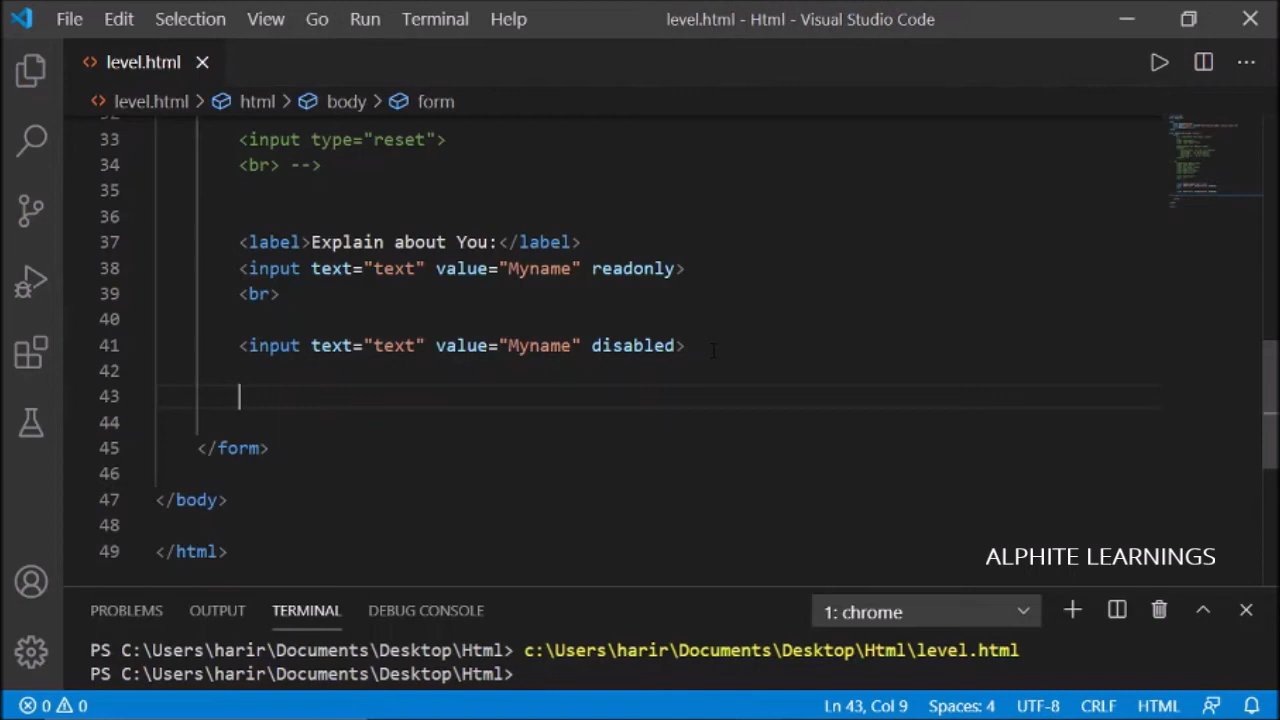 File Edit Selection View Go Run Terminal Help level.html - Html - Visual Studio Code
level.html
level.html > html > body > form
33 <input type="reset">
34 <br> -->
35
36
37 <label>Explain about You:</label>
38 <input text="text" value="Myname" readonly>
39 <br>
40
41 <input text="text" value="Myname" disabled>
42
43
44
45 </form>
46
47 </body>
48
49 </html>
ALPHITE LEARNINGS
PROBLEMS OUTPUT TERMINAL DEBUG CONSOLE 1: chrome
PS C:\Users\harir\Documents\Desktop\Html> c:\Users\harir\Documents\Desktop\Html\level.html
PS C:\Users\harir\Documents\Desktop\Html>
0 0 Ln 43, Col 9 Spaces: 4 UTF-8 CRLF HTML